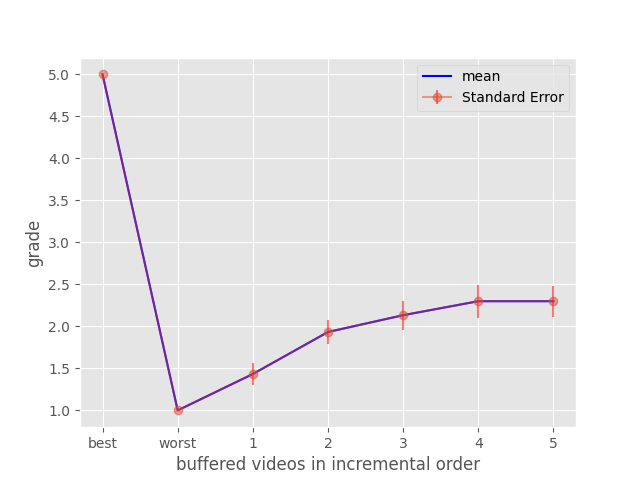 mean
Standard Error
5.0
4.5
4.0
3.5
3.0
2.5
2.0
1.5
1.0
grade
best worst 1 2 3 4 5
buffered videos in incremental order